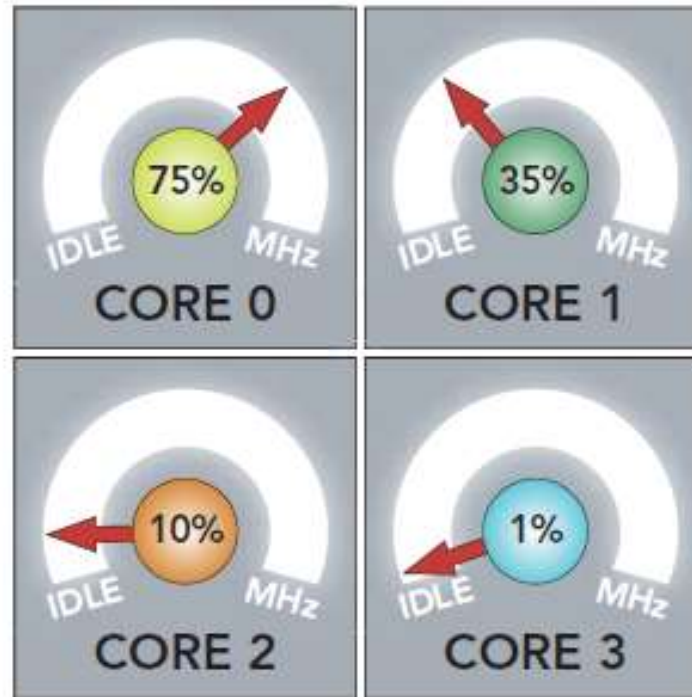 75%
IDLE MHz
CORE 0
35%
IDLE MHz
CORE 1
10%
IDLE MHz
CORE 2
1%
IDLE MHz
CORE 3